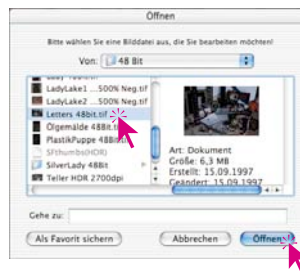 Öffnen
Bitte wählen Sie eine Bilddatei aus, die Sie bearbeiten möchten!
Von: 48 Bit
LadyLake1 ...500% Neg.tif
LadyLake2 ...500% Neg.tif
Letters 48bit.tif
Ölgemälde 48Bit.tif
PlastikPuppe 48Bit
SFthumbs(HDR)
SilverLady 48Bit
Teller HDR 2700dpi
Art: Dokument
Größe: 6,3 MB
Erstellt: 15.09.1997
Geändert: 15.09.1997
Gehe zu:
Als Favorit sichern
Abbrechen
Öffnen